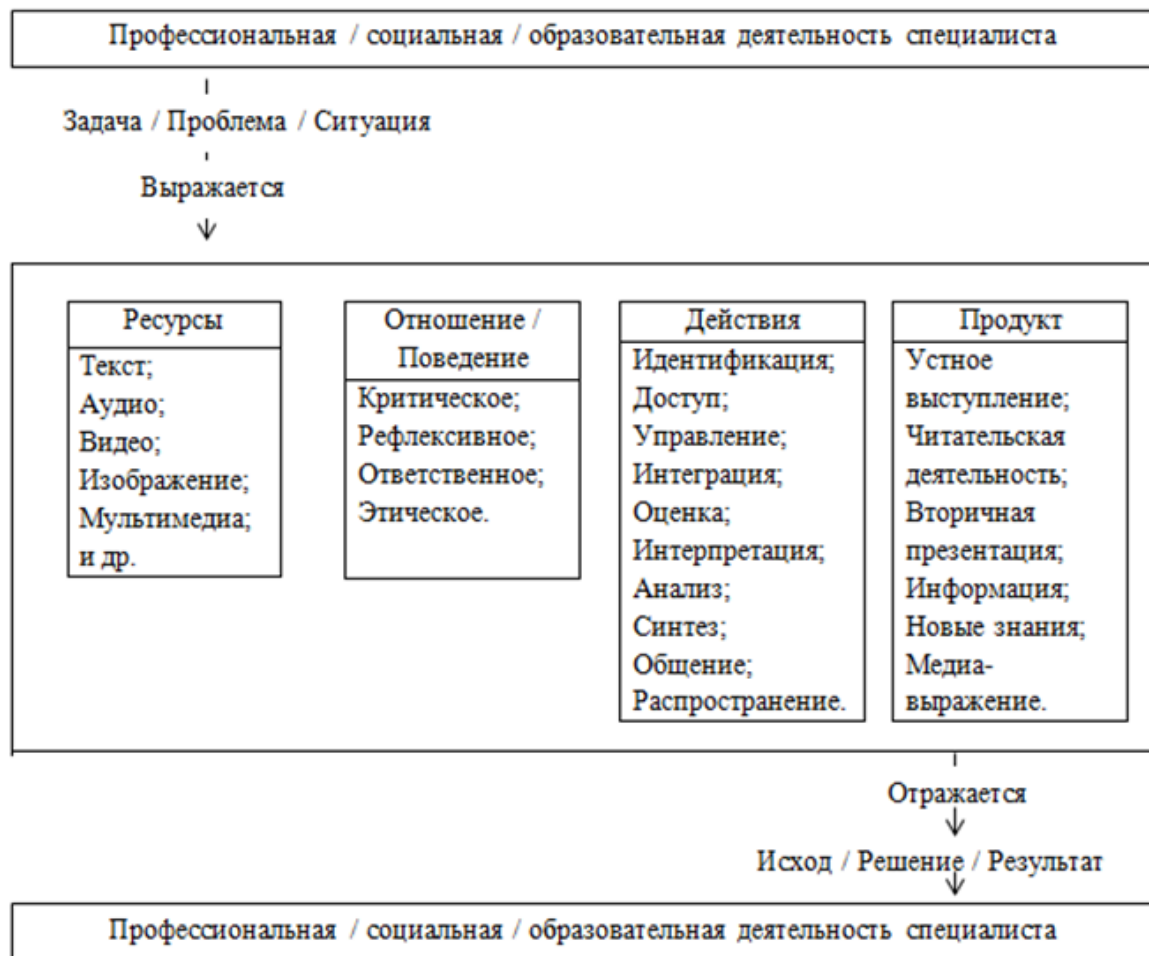 Профессиональная / социальная / образовательная деятельность специалиста
Задача / Проблема / Ситуация
Выражается
Ресурсы
Текст;
Аудио;
Видео;
Изображение;
Мультимедиа;
и др.
Отношение /
Поведение
Критическое;
Рефлексивное;
Ответственное;
Этическое.
Действия
Идентификация;
Доступ;
Управление;
Интеграция;
Оценка;
Интерпретация;
Анализ;
Синтез;
Общение;
Распространение.
Продукт
Устное
выступление;
Читательская
деятельность;
Вторичная
презентация;
Информация;
Новые знания;
Медиа-
выражение.
Отражается
Исход / Решение / Результат
Профессиональная / социальная / образовательная деятельность специалиста